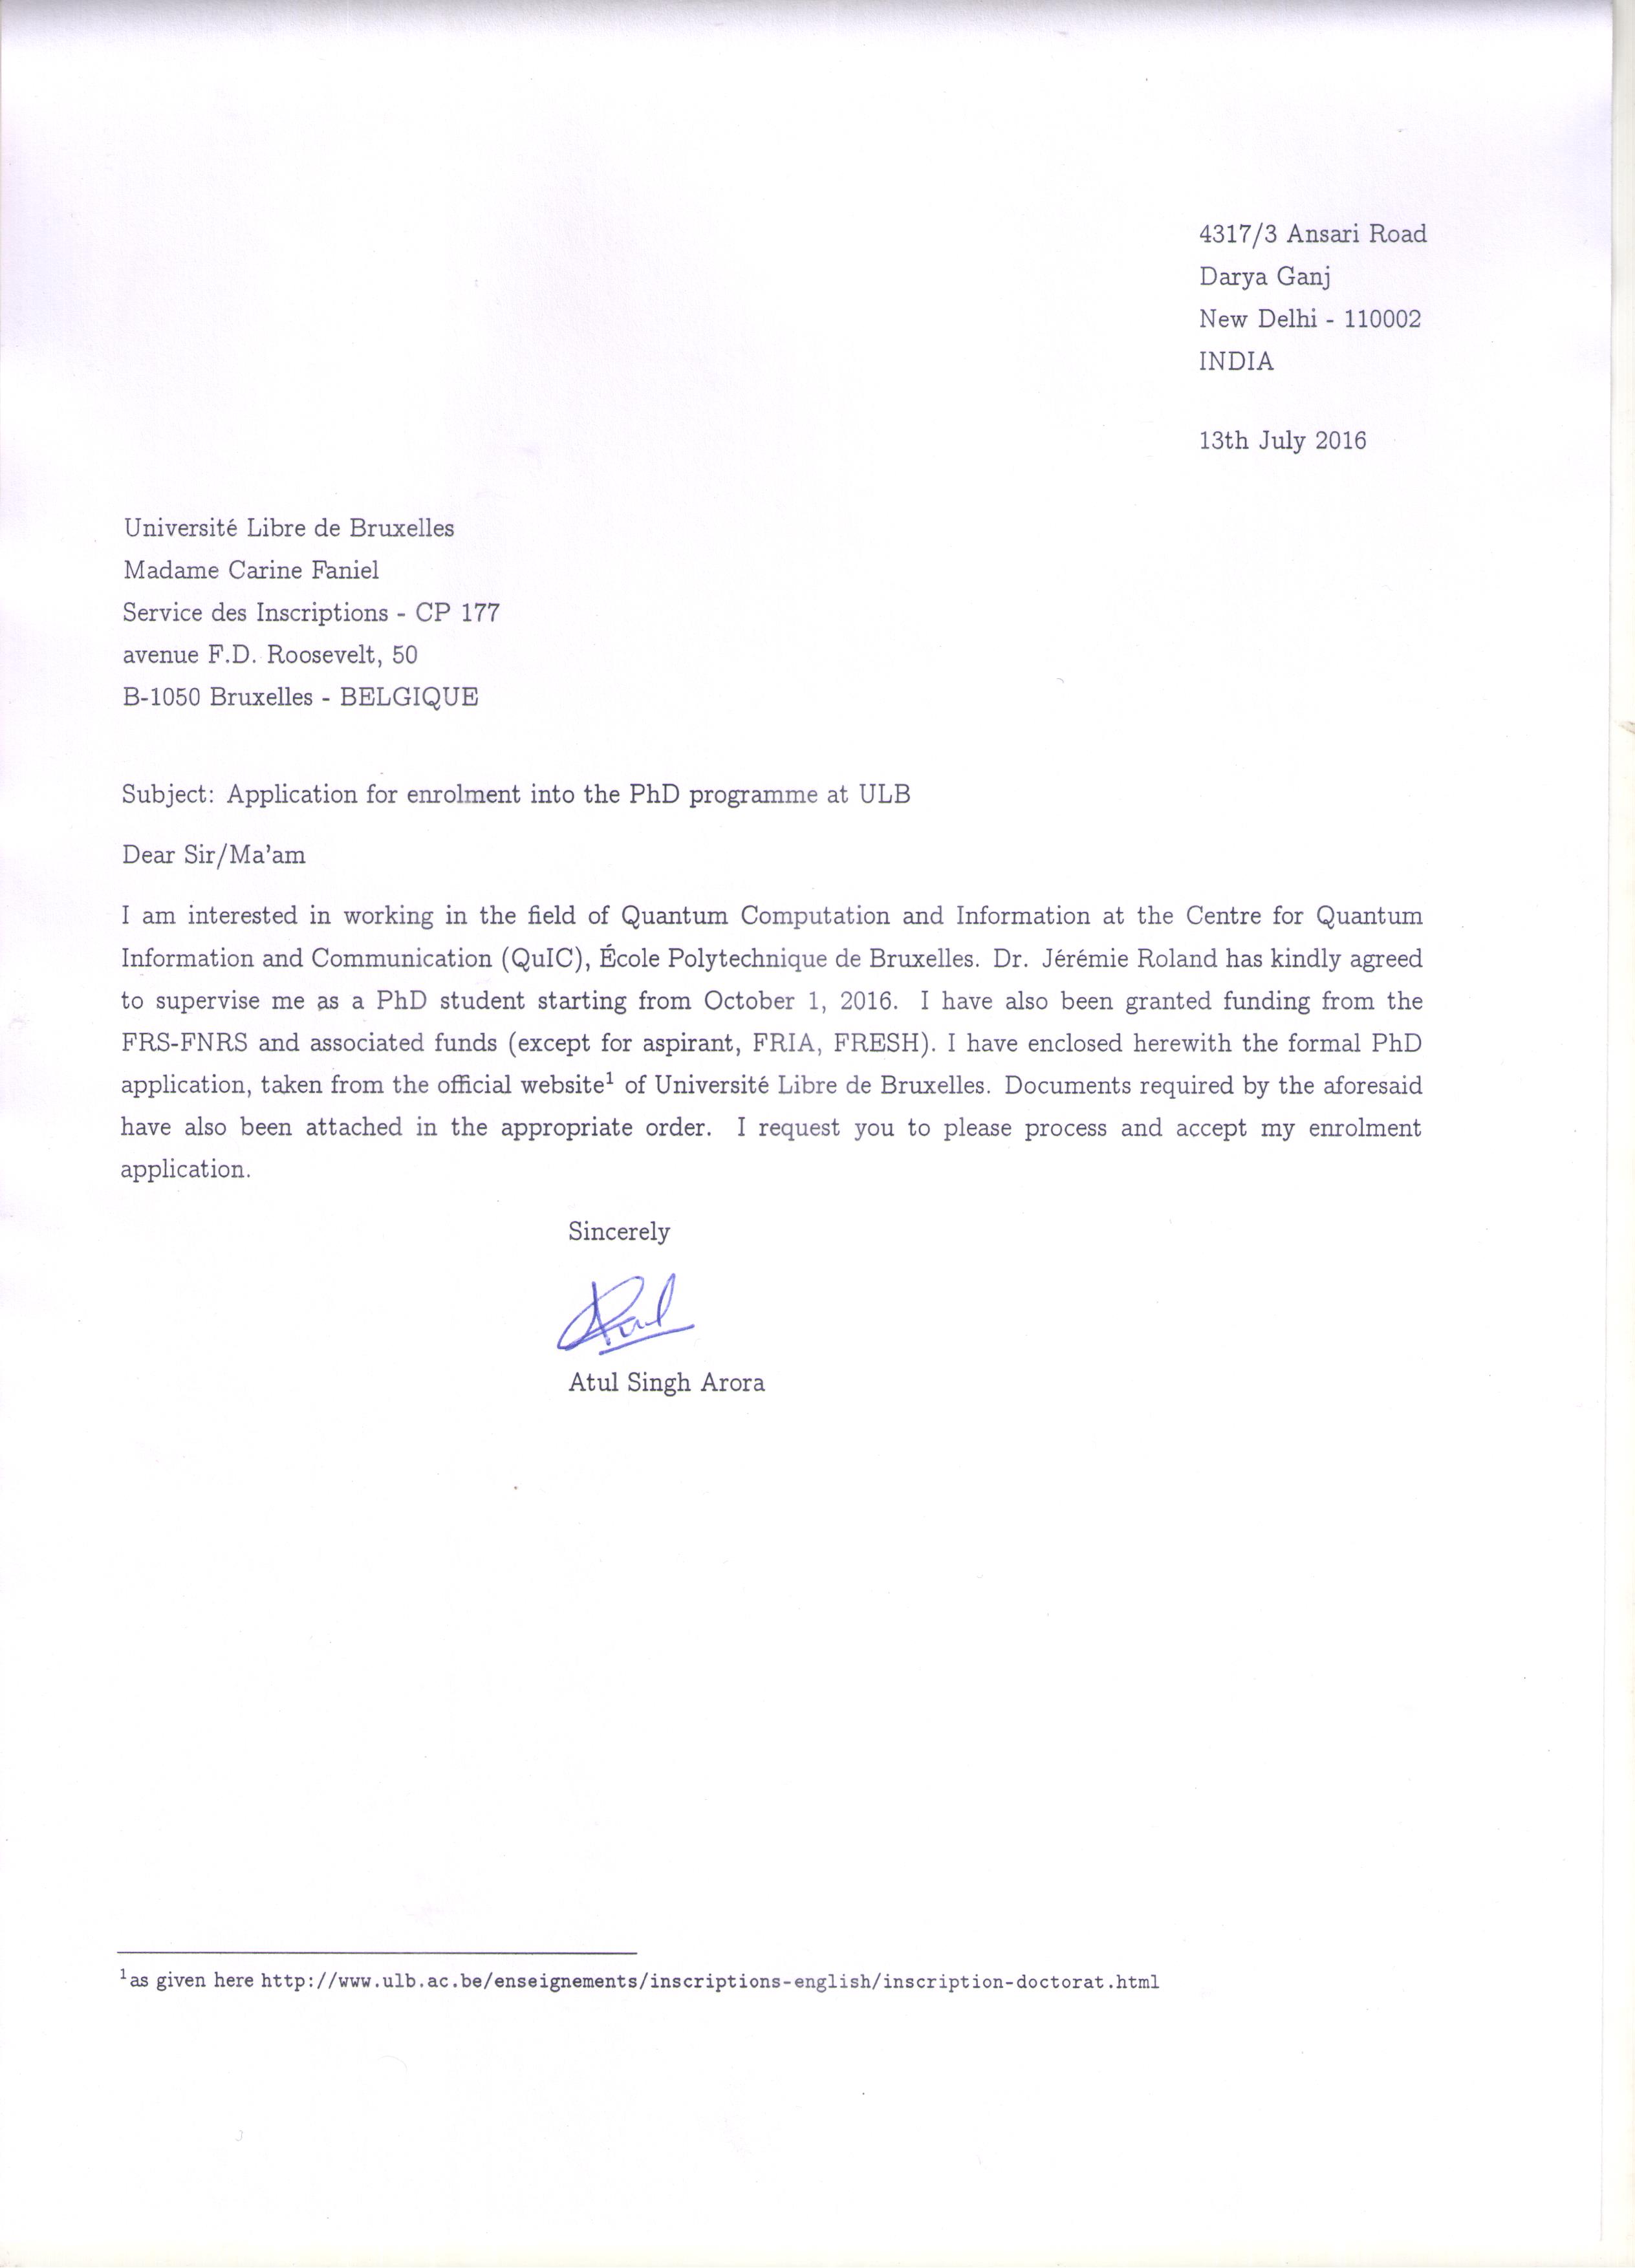 4317/3 Ansari Road
Darya Ganj
New Delhi - 110002
INDIA
13th July 2016
Université Libre de Bruxelles
Madame Carine Faniel
Service des Inscriptions - CP 177
avenue F.D. Roosevelt, 50
B-1050 Bruxelles - BELGIQUE
Subject: Application for enrolment into the PhD programme at ULB
Dear Sir/Ma'am
I am interested in working in the field of Quantum Computation and Information at the Centre for Quantum
Information and Communication (QuIC), École Polytechnique de Bruxelles. Dr. Jérémie Roland has kindly agreed
to supervise me as a PhD student starting from October 1, 2016. I have also been granted funding from the
FRS-FNRS and associated funds (except for aspirant, FRIA, FRESH). I have enclosed herewith the formal PhD
application, taken from the official website¹ of Université Libre de Bruxelles. Documents required by the aforesaid
have also been attached in the appropriate order. I request you to please process and accept my enrolment
application.
Sincerely
Atul
Atul Singh Arora
¹as given here http://www.ulb.ac.be/enseignements/inscriptions-english/inscription-doctorat.html